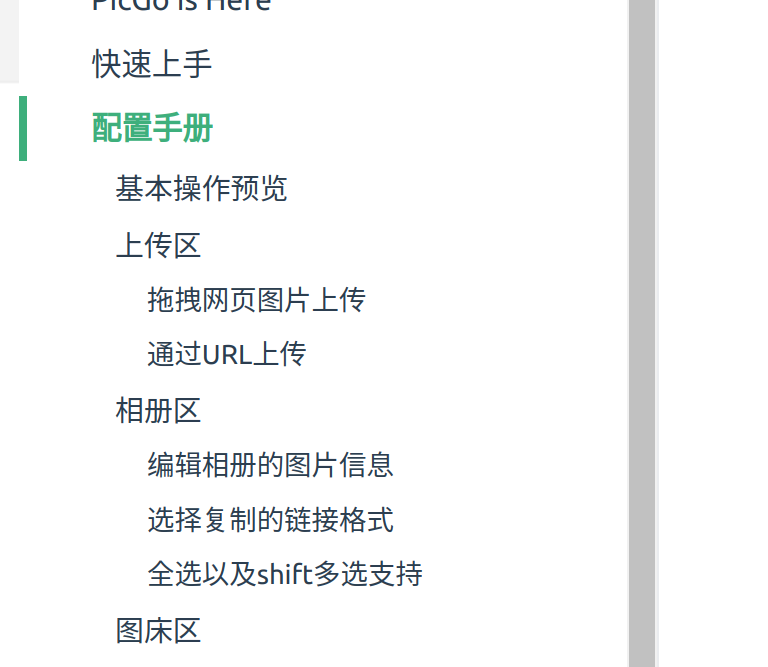 PicGo is Here
快速上手
配置手册
基本操作预览
上传区
拖拽网页图片上传
通过URL上传
相册区
编辑相册的图片信息
选择复制的链接格式
全选以及shift多选支持
图床区